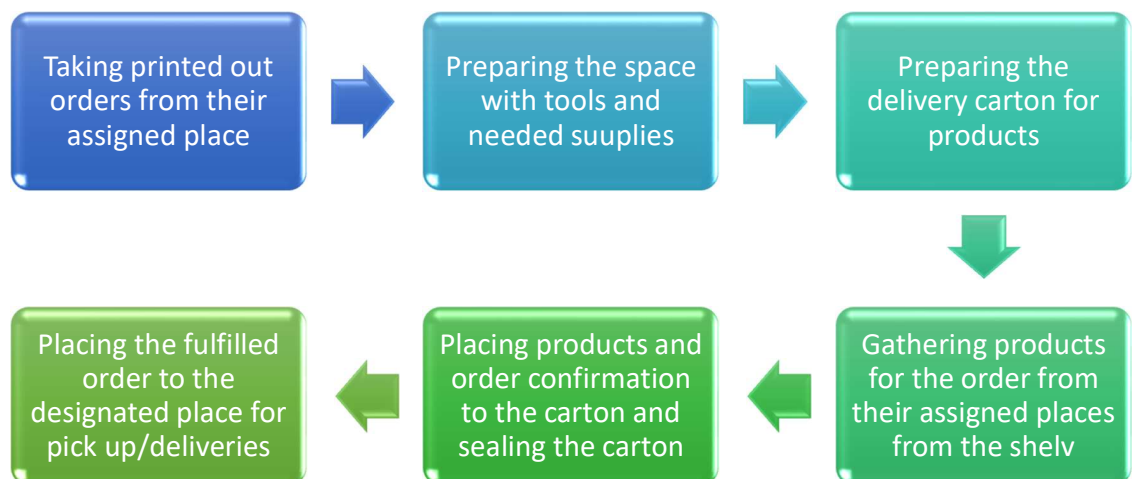 Taking printed out
orders from their
assigned place
Preparing the space
with tools and
needed suuplies
Preparing the
delivery carton for
products
Gathering products
for the order from
their assigned places
from the shelv
Placing products and
order confirmation
to the carton and
sealing the carton
Placing the fulfilled
order to the
designated place for
pick up/deliveries